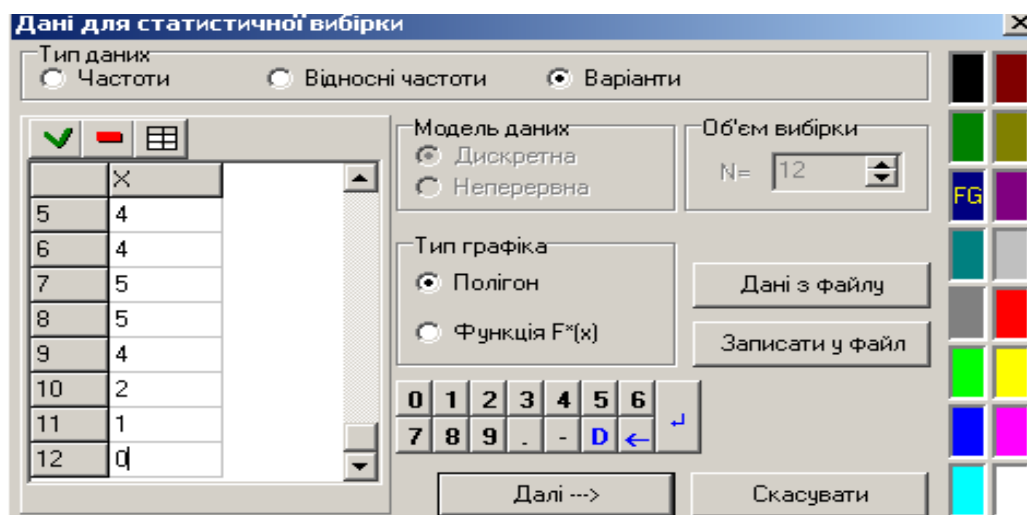 Дані для статистичної вибірки
Тип даних
Частоти Відносні частоти Варіанти
X
5 4
6 4
7 5
8 5
9 4
10 2
11 1
12 0
Модель даних
Дискретна
Неперервна
Об'єм вибірки
N= 12
Тип графіка
Полігон
Функція F*(x)
Дані з файлу
Записати у файл
0 1 2 3 4 5 6
7 8 9 . - D ←
↵
Далі --->
Скасувати
FG